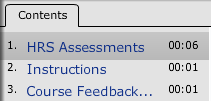 Contents
1. HRS Assessments 00:06
2. Instructions 00:01
3. Course Feedback... 00:01